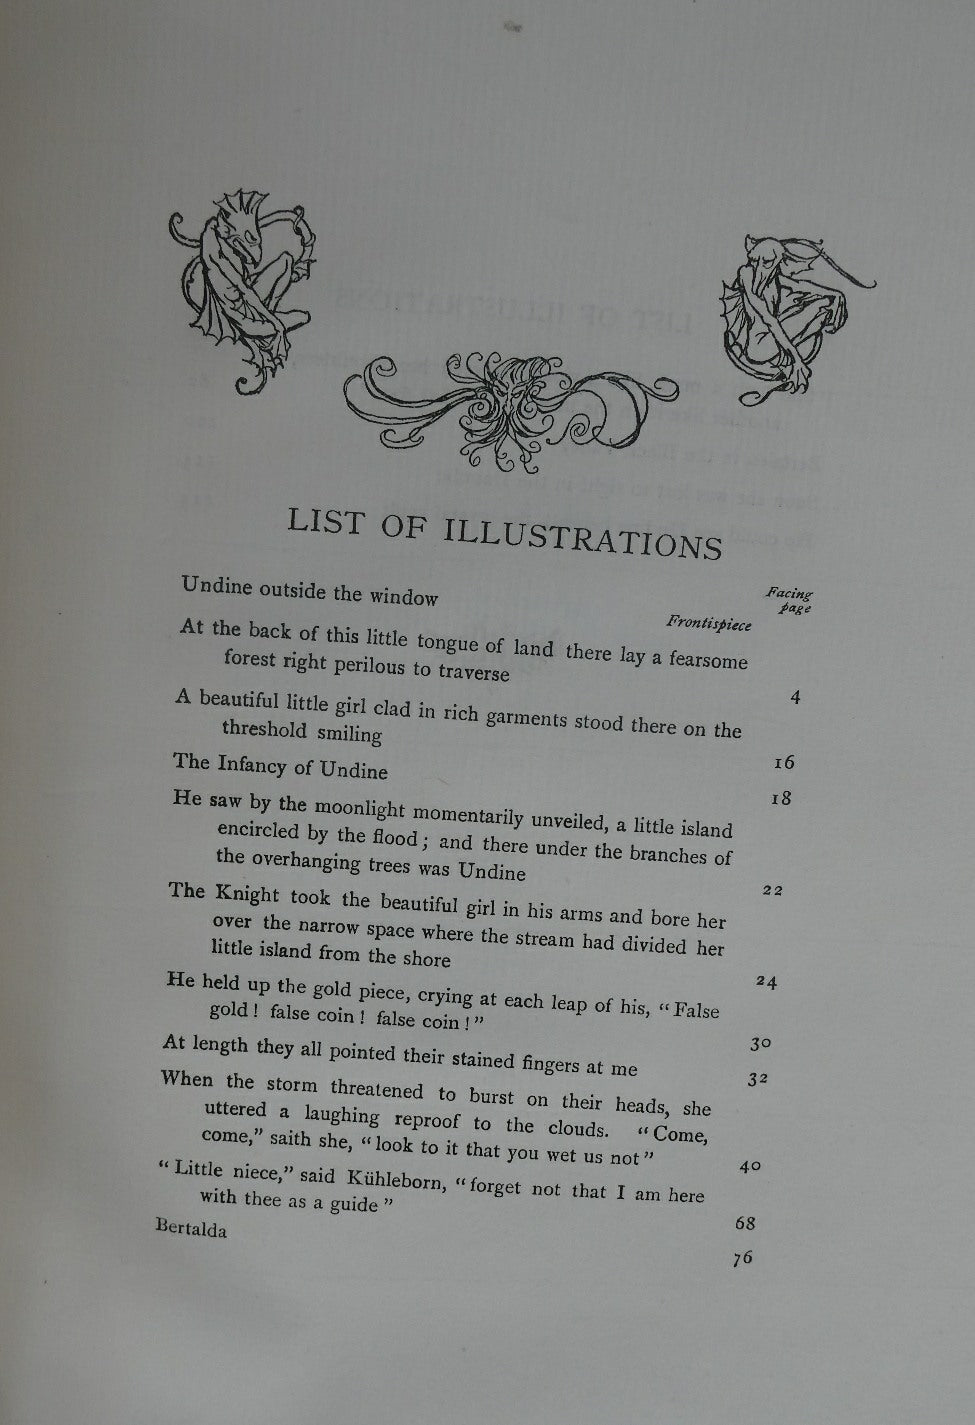 LIST OF ILLUSTRATIONS
Facing
page
Undine outside the window Frontispiece
At the back of this little tongue of land there lay a fearsome
forest right perilous to traverse 4
A beautiful little girl clad in rich garments stood there on the
threshold smiling 16
The Infancy of Undine 18
He saw by the moonlight momentarily unveiled, a little island
encircled by the flood; and there under the branches of
the overhanging trees was Undine 22
The Knight took the beautiful girl in his arms and bore her
over the narrow space where the stream had divided her
little island from the shore 24
He held up the gold piece, crying at each leap of his, “False
gold! false coin! false coin!” 30
At length they all pointed their stained fingers at me 32
When the storm threatened to burst on their heads, she
uttered a laughing reproof to the clouds. “Come,
come,” saith she, “look to it that you wet us not” 40
“Little niece,” said Kühleborn, “forget not that I am here
with thee as a guide” 68
Bertalda 76